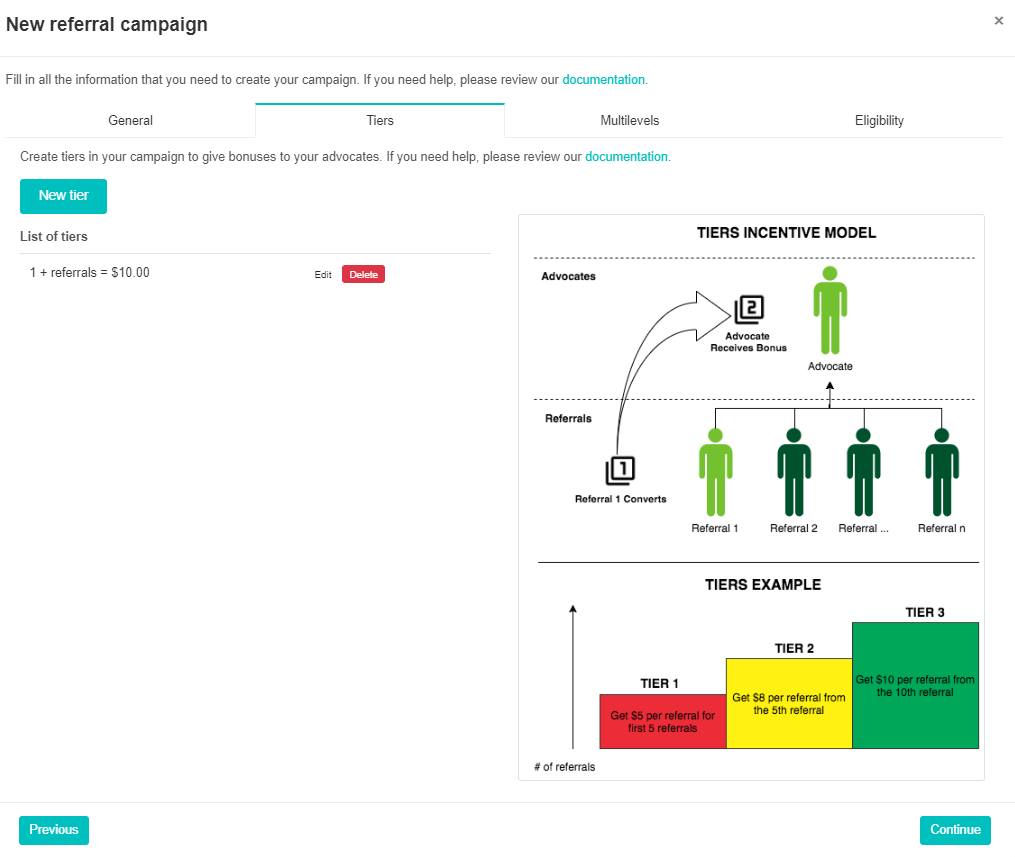 New referral campaign
×
Fill in all the information that you need to create your campaign. If you need help, please review our documentation.
General
Tiers
Multilevels
Eligibility
Create tiers in your campaign to give bonuses to your advocates. If you need help, please review our documentation.
New tier
List of tiers
1 + referrals = $10.00
Edit
Delete
TIERS INCENTIVE MODEL
Advocates
2
Advocate
Receives Bonus
Advocate
Referrals
1
Referral 1 Converts
Referral 1
Referral 2
Referral ...
Referral n
TIERS EXAMPLE
TIER 3
TIER 2
TIER 1
Get $10 per referral from
the 10th referral
Get $8 per referral from
the 5th referral
Get $5 per referral for
first 5 referrals
# of referrals
Previous
Continue